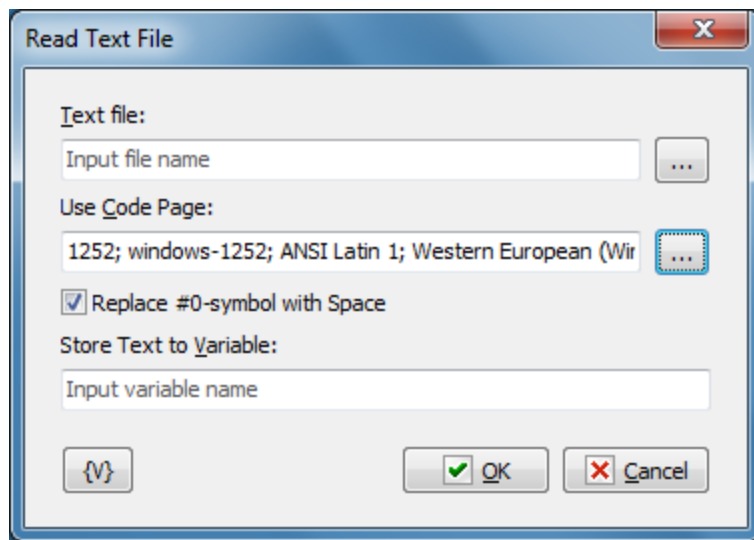 Read Text File
Text file:
Input file name
...
Use Code Page:
1252; windows-1252; ANSI Latin 1; Western European (Wir
...
Replace #0-symbol with Space
Store Text to Variable:
Input variable name
{V}
OK
Cancel